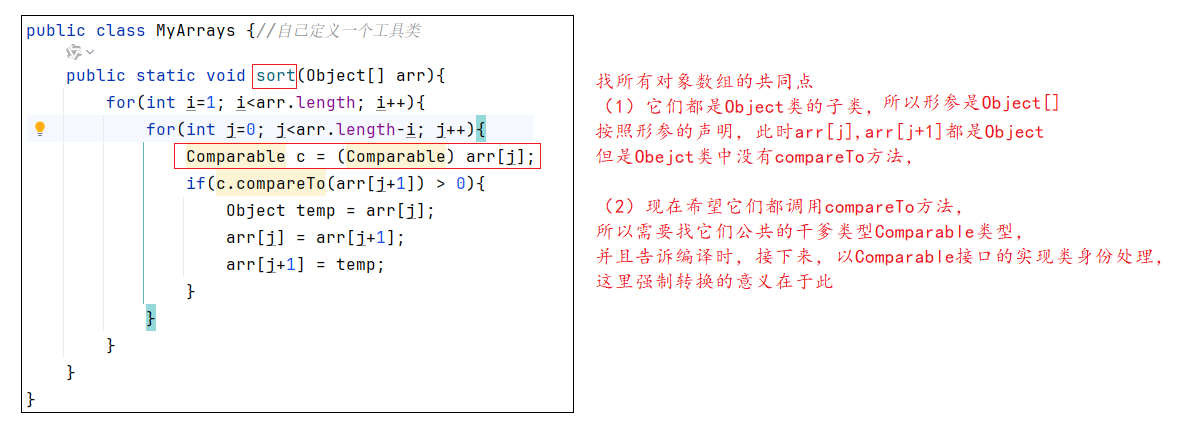 public class MyArrays {//自己定义一个工具类
public static void sort(Object[] arr){
for(int i=1; i<arr.length; i++){
for(int j=0; j<arr.length-i; j++){
Comparable c = (Comparable) arr[j];
if(c.compareTo(arr[j+1]) > 0){
Object temp = arr[j];
arr[j] = arr[j+1];
arr[j+1] = temp;
}
}
}
}
}
找所有对象数组的共同点
（1）它们都是Object类的子类，所以形参是Object[]
按照形参的声明，此时arr[j],arr[j+1]都是Object
但是Obejct类中没有compareTo方法，
（2）现在希望它们都调用compareTo方法，
所以需要找它们公共的干爹类型Comparable类型，
并且告诉编译时，接下来，以Comparable接口的实现类身份处理，
这里强制转换的意义在于此